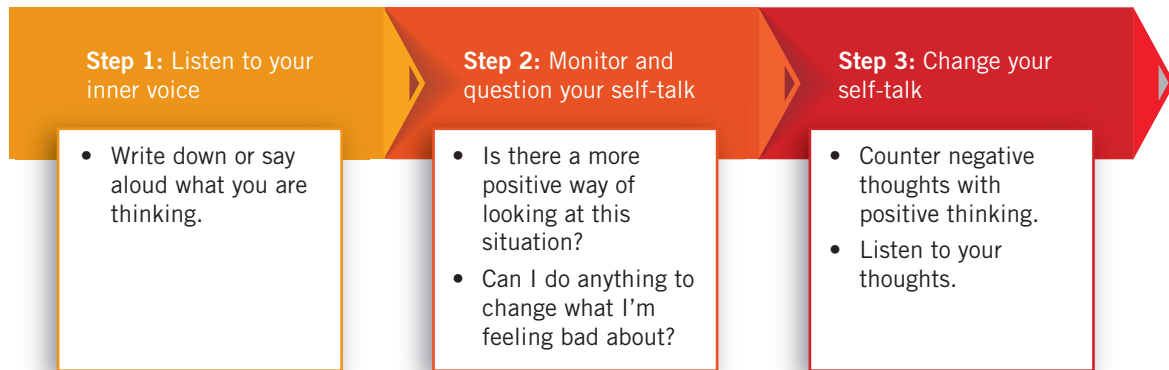 Step 1: Listen to your
inner voice
• Write down or say
aloud what you are
thinking.
Step 2: Monitor and
question your self-talk
• Is there a more
positive way of
looking at this
situation?
• Can I do anything to
change what I’m
feeling bad about?
Step 3: Change your
self-talk
• Counter negative
thoughts with
positive thinking.
• Listen to your
thoughts.